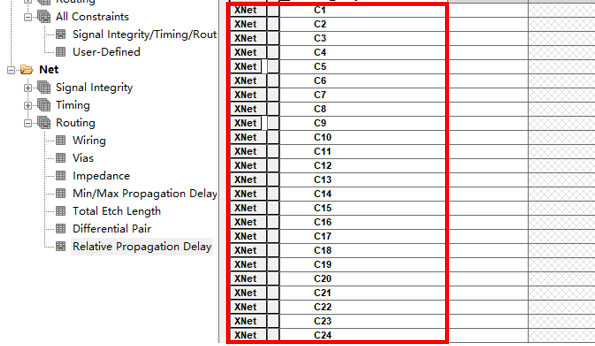 Routing
All Constraints
Signal Integrity/Timing/Rout
User-Defined
Net
Signal Integrity
Timing
Routing
Wiring
Vias
Impedance
Min/Max Propagation Delay
Total Etch Length
Differential Pair
Relative Propagation Delay
XNet C1
XNet C2
XNet C3
XNet C4
XNet C5
XNet C6
XNet C7
XNet C8
XNet C9
XNet C10
XNet C11
XNet C12
XNet C13
XNet C14
XNet C15
XNet C16
XNet C17
XNet C18
XNet C19
XNet C20
XNet C21
XNet C22
XNet C23
XNet C24